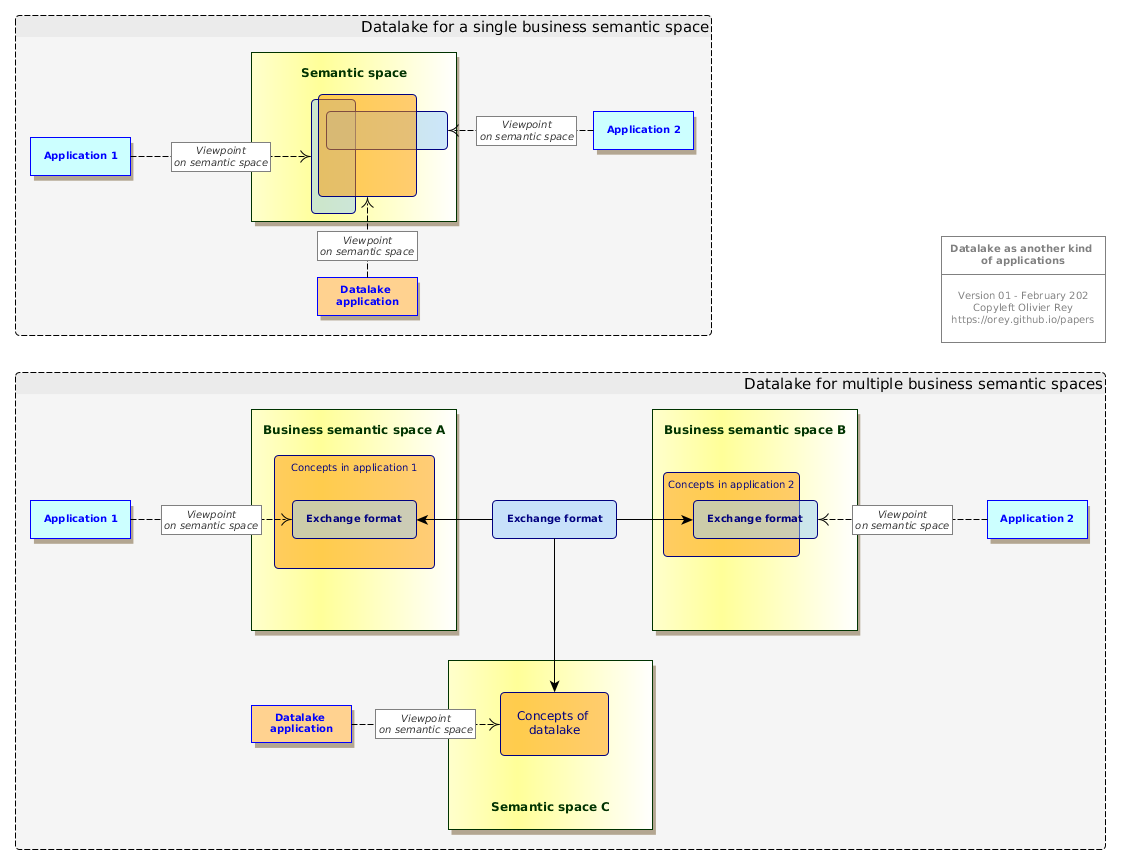 Datalake for a single business semantic space
Semantic space
Application 1
Viewpoint
on semantic space
Viewpoint
on semantic space
Application 2
Viewpoint
on semantic space
Datalake
application
Datalake as another kind
of applications
Version 01 - February 202
Copyleft Olivier Rey
https://orey.github.io/papers
Datalake for multiple business semantic spaces
Business semantic space A
Business semantic space B
Concepts in application 1
Concepts in application 2
Application 1
Viewpoint
on semantic space
Exchange format
Exchange format
Exchange format
Viewpoint
on semantic space
Application 2
Datalake
application
Viewpoint
on semantic space
Concepts of
datalake
Semantic space C